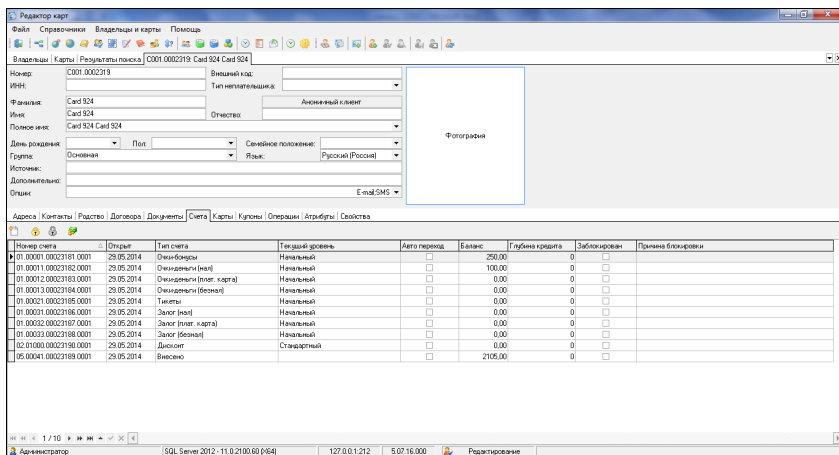 Редактор карт
Файл Справочники Владельцы и карты Помощь
Владельцы Карты Результаты поиска C001.0002319: Card 924 Card 924
Номер: C001.0002319 Внешний код:
ИНН: Тип неплательщика:
Фамилия: Card 924 Анонимный клиент
Имя: Card 924 Отчество:
Полное имя: Card 924 Card 924
Фотография
День рождения: Пол: Семейное положение:
Группа: Основная Язык: Русский (Россия)
Источник:
Дополнительно:
Опции: E-mail;SMS
Адреса Контакты Родство Договора Документы Счета Карты Купоны Операции Атрибуты Свойства
Номер счета Открыт Тип счета Текущий уровень Авто переход Баланс Глубина кредита Заблокирован Причина блокировки
01.00001.00023181.0001 29.05.2014 Очки-бонусы Начальный 250,00 0
01.00011.00023182.0001 29.05.2014 Очки-деньги (нал) Начальный 100,00 0
01.00012.00023183.0001 29.05.2014 Очки-деньги (плат. карта) Начальный 0,00 0
01.00013.00023184.0001 29.05.2014 Очки-деньги (безнал) Начальный 0,00 0
01.00021.00023185.0001 29.05.2014 Тикеты Начальный 0,00 0
01.00031.00023186.0001 29.05.2014 Залог (нал) Начальный 0,00 0
01.00032.00023187.0001 29.05.2014 Залог (плат. карта) Начальный 0,00 0
01.00033.00023188.0001 29.05.2014 Залог (безнал) Начальный 0,00 0
02.01000.00023190.0001 29.05.2014 Дисконт Стандартный 0,00 0
05.00041.00023189.0001 29.05.2014 Внесено 2105,00 0
1 / 10
Администратор SQL Server 2012 - 11.0.2100.60 (X64) 127.0.0.1:212 5.07.16.000 Редактирование